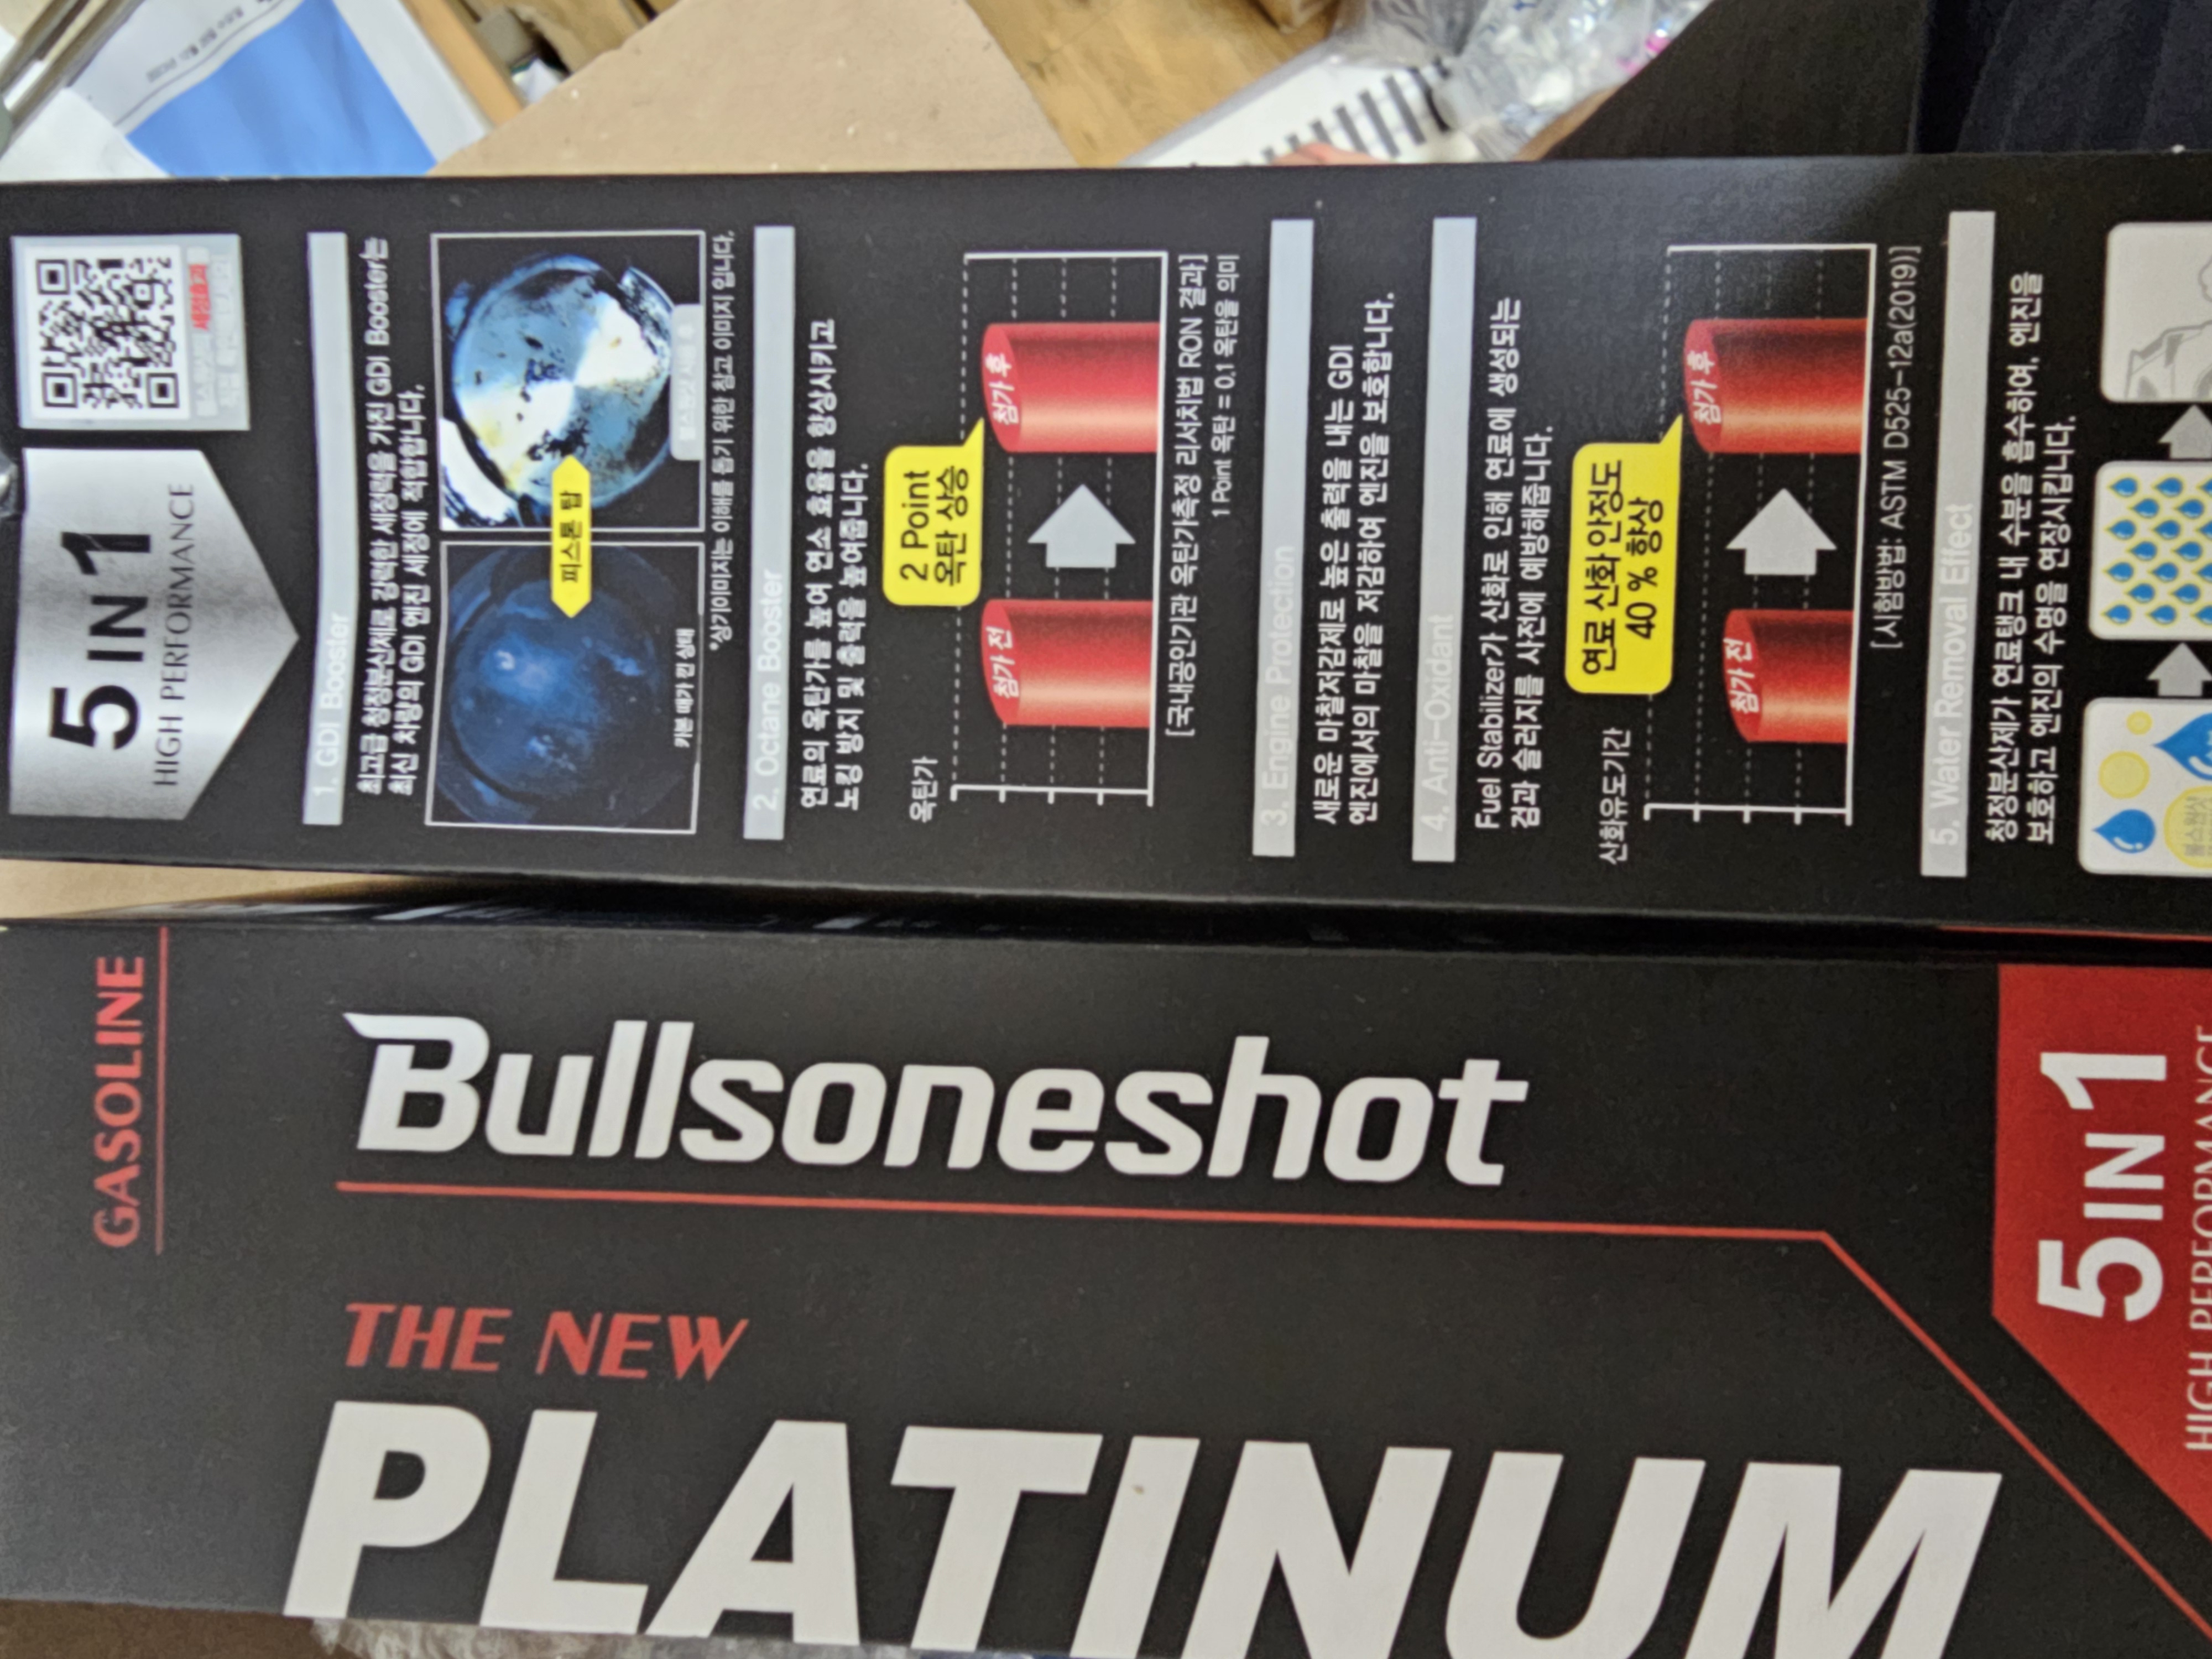 5 IN 1
HIGH PERFORMANCE
세정효과
1. GDI Booster
최고급 청정분산제로 강력한 세정력을 가진 GDI Booster는
최신 차량의 GDI 엔진 세정에 적합합니다.
피스톤 탑
카본 때가 낀 상태
불스원샷 사용 후
*상기이미지는 이해를 돕기 위한 참고 이미지 입니다.
2. Octane Booster
연료의 옥탄가를 높여 연소 효율을 향상시키고
노킹 방지 및 출력을 높여줍니다.
옥탄가
2 Point
옥탄 상승
첨가 전
첨가 후
[국내공인기관 옥탄가측정 리서치법 RON 결과]
1 Point 옥탄 = 0.1 옥탄을 의미
3. Engine Protection
새로운 마찰저감제로 높은 출력을 내는 GDI
엔진에서의 마찰을 저감하여 엔진을 보호합니다.
4. Anti-Oxidant
Fuel Stabilizer가 산화로 인해 연료에 생성되는
검과 슬러지를 사전에 예방해줍니다.
산화유도기간
연료 산화 안정도
40 % 향상
첨가 전
첨가 후
[시험방법: ASTM D525-12a(2019)]
5. Water Removal Effect
청정분산제가 연료탱크 내 수분을 흡수하여, 엔진을
보호하고 엔진의 수명을 연장시킵니다.
불스원샷
GASOLINE
Bullsoneshot
THE NEW
PLATINUM
5 IN 1
HIGH PERFORMANCE